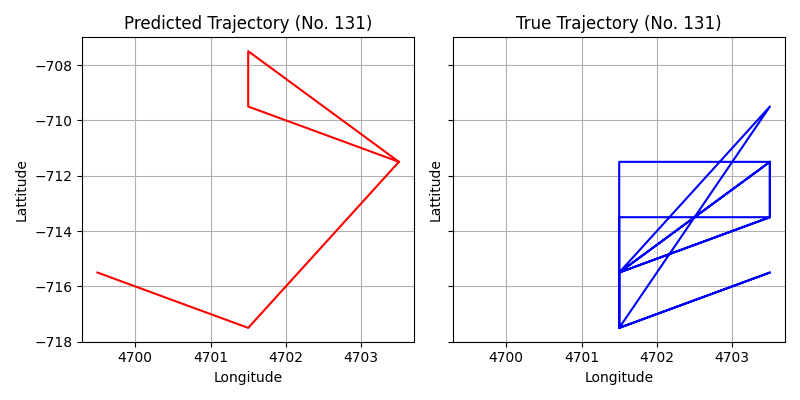 Predicted Trajectory (No. 131)
True Trajectory (No. 131)
Lattitude
−708
−710
−712
−714
−716
−718
4700
4701
4702
4703
Longitude
Lattitude
4700
4701
4702
4703
Longitude